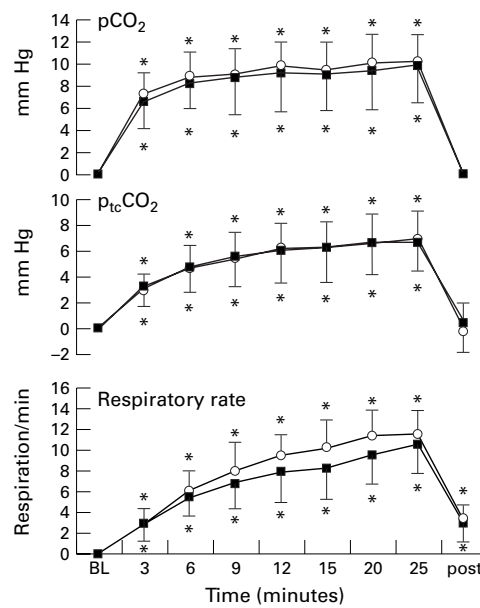 pCO2
14
12
10
8
6
4
2
0
mm Hg
* * * * * * *
* * * * * * *
ptcCO2
10
8
6
4
2
0
−2
mm Hg
* * * * * * *
* * * * * * *
Respiratory rate
16
14
12
10
8
6
4
2
0
Respiration/min
* * * * * * * *
* * * * * * * *
BL 3 6 9 12 15 20 25 post
Time (minutes)